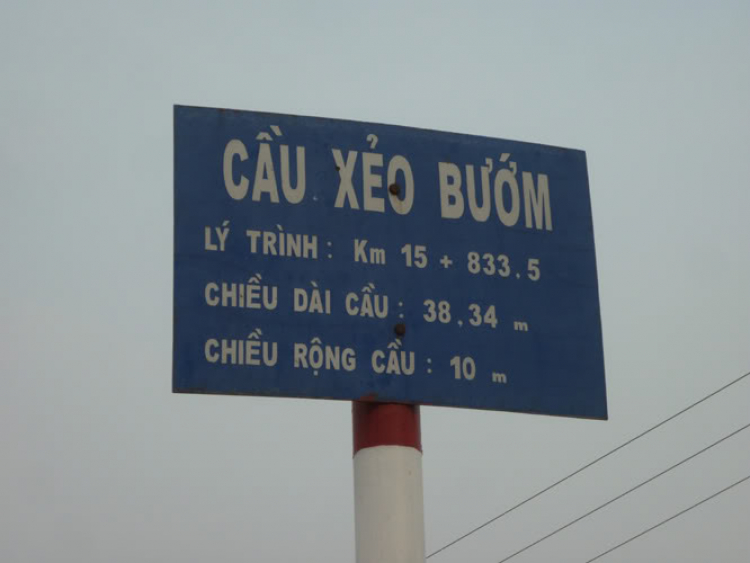 CẦU XẺO BƯỚM
LÝ TRÌNH : Km 15 + 833.5
CHIỀU DÀI CẦU : 38.34 m
CHIỀU RỘNG CẦU : 10 m